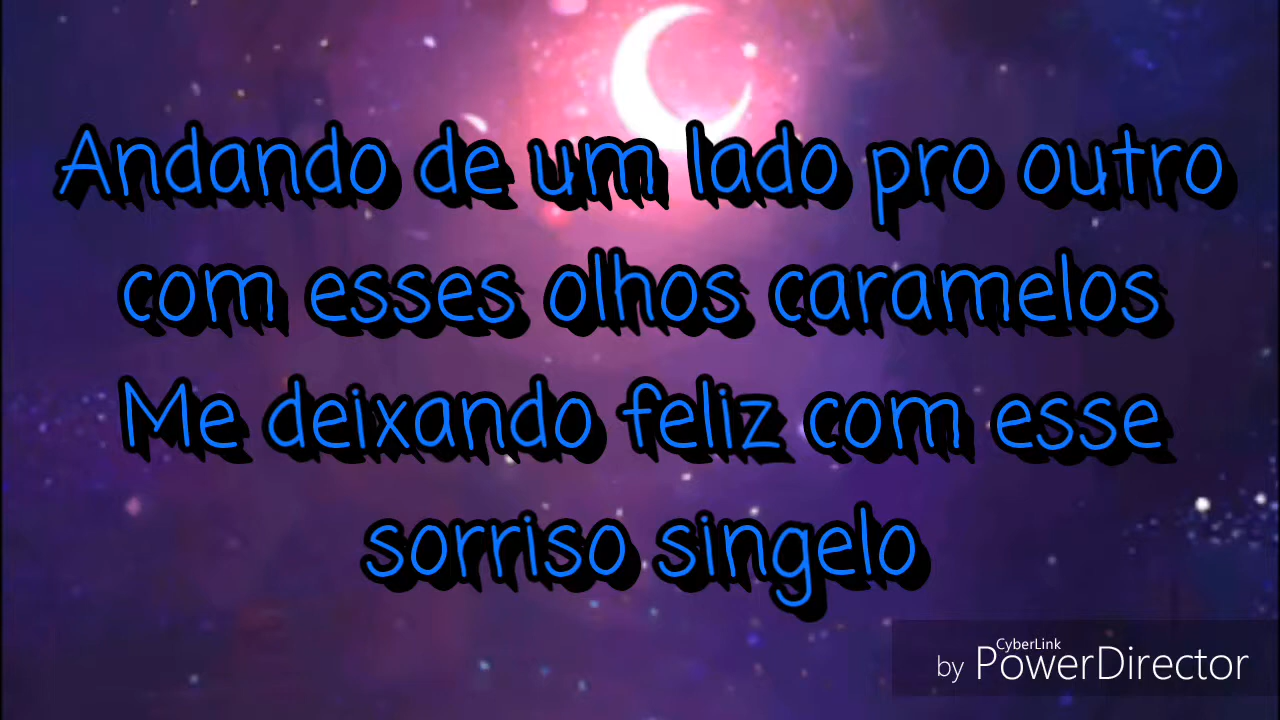 Andando de um lado pro outro
com esses olhos caramelos
Me deixando feliz com esse
sorriso singelo
CyberLink
by PowerDirector